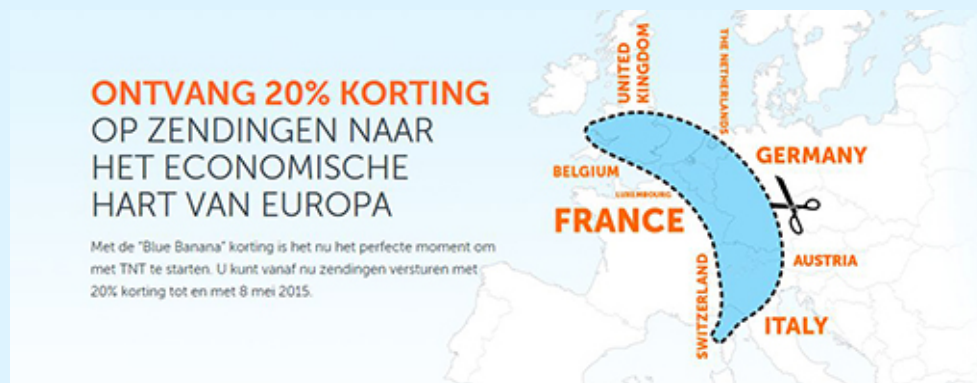 ONTVANG 20% KORTING
OP ZENDINGEN NAAR
HET ECONOMISCHE
HART VAN EUROPA
Met de "Blue Banana" korting is het nu het perfecte moment om
met TNT te starten. U kunt vanaf nu zendingen versturen met
20% korting tot en met 8 mei 2015.
UNITED
KINGDOM
THE NETHERLANDS
GERMANY
BELGIUM
LUXEMBOURG
FRANCE
AUSTRIA
SWITZERLAND
ITALY